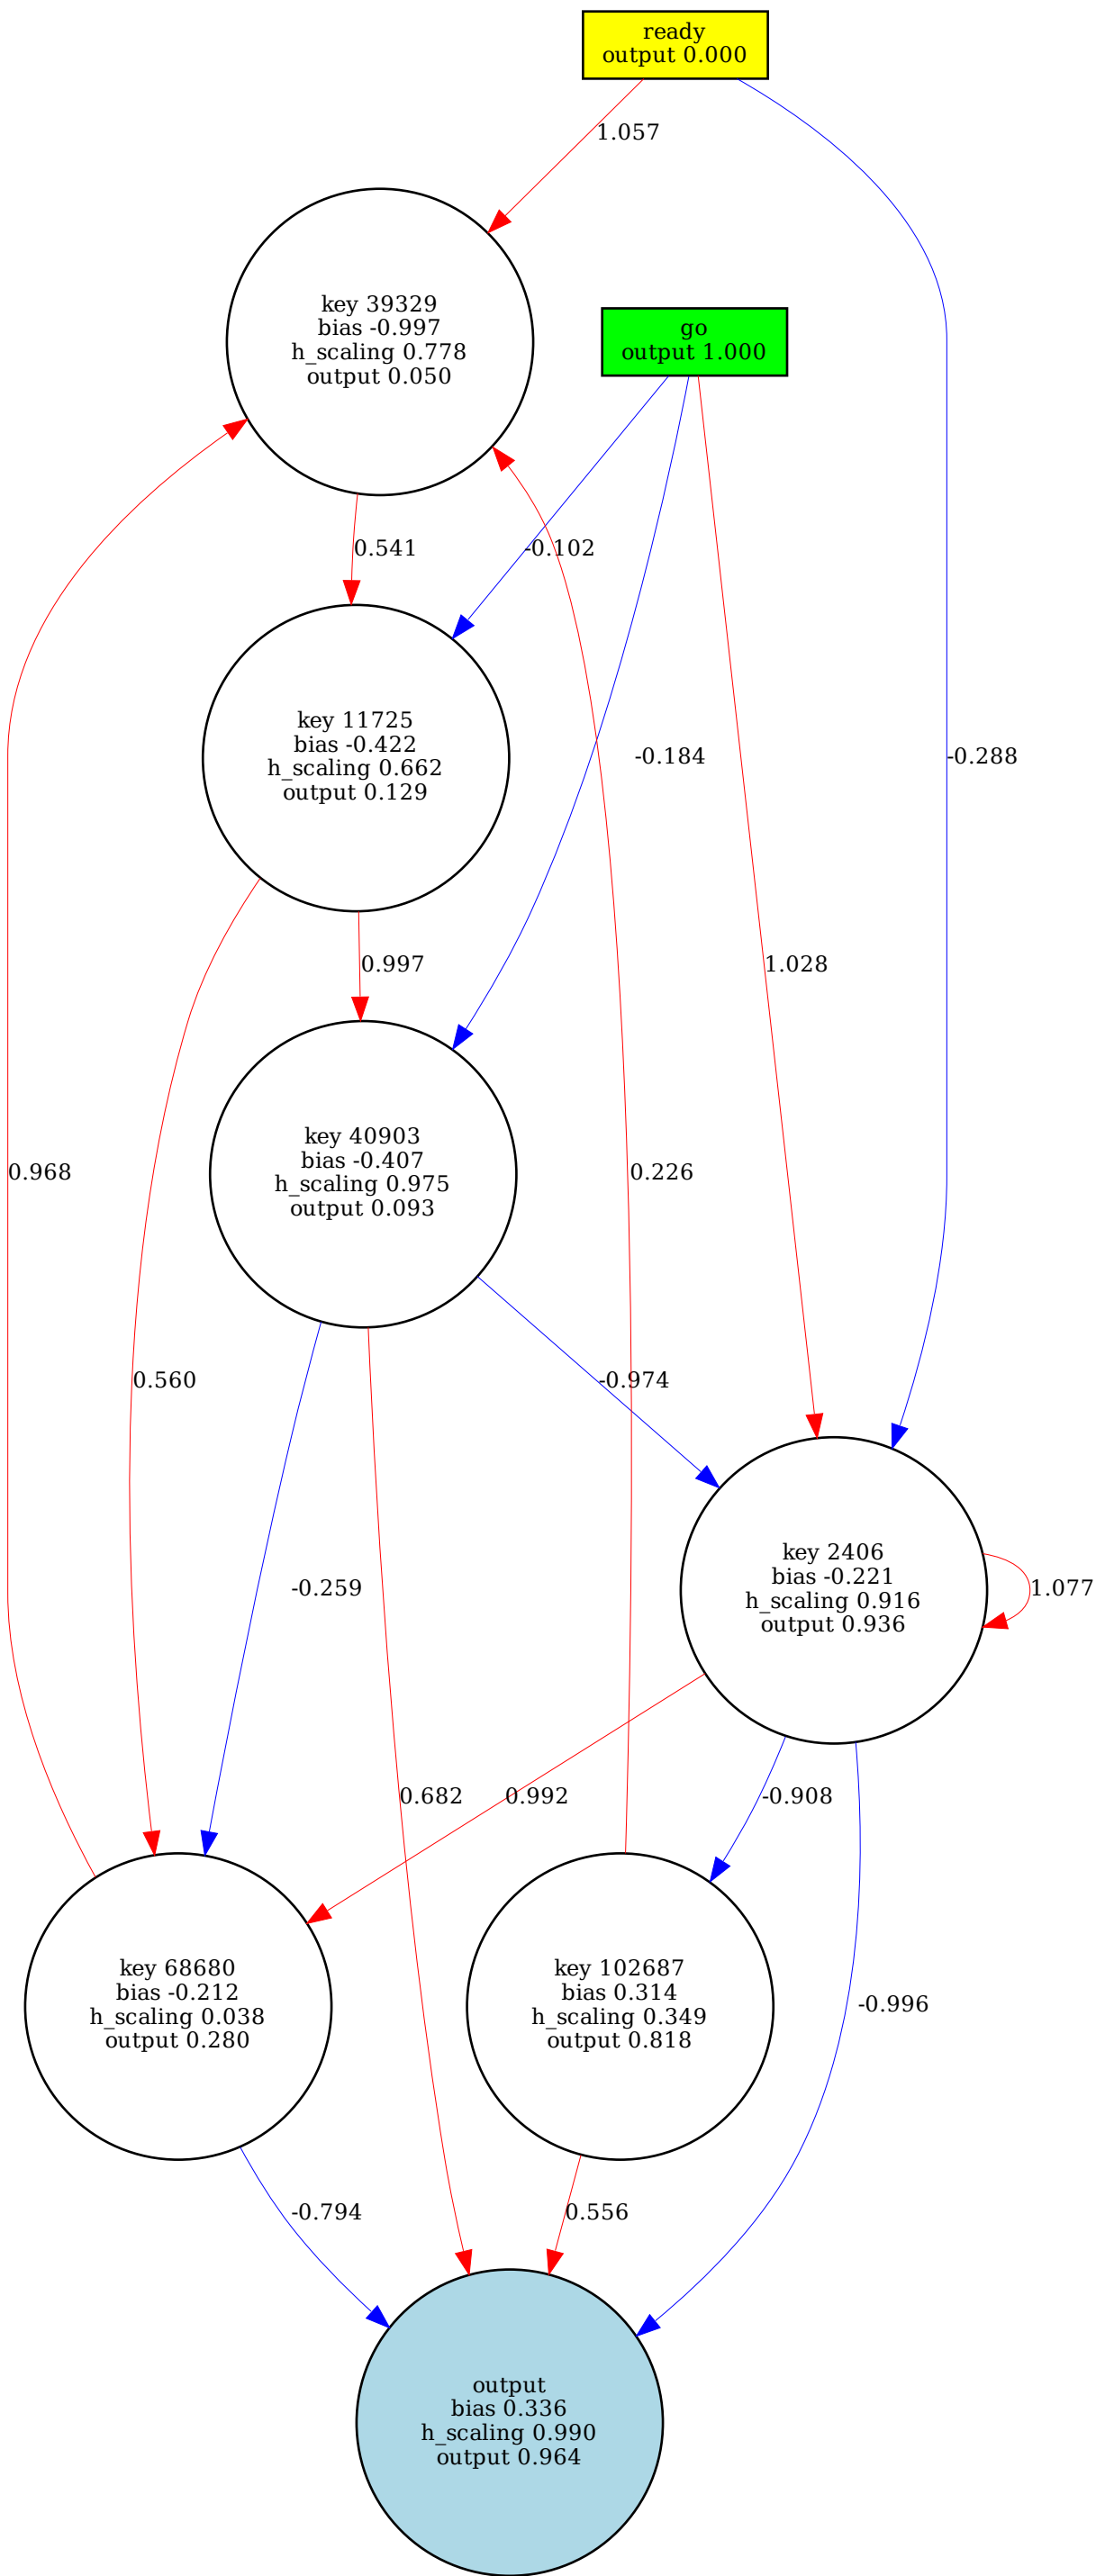 ready
output 0.000
1.057
key 39329
bias -0.997
h_scaling 0.778
output 0.050
go
output 1.000
0.541
-0.102
key 11725
bias -0.422
h_scaling 0.662
output 0.129
-0.184
-0.288
0.997
1.028
key 40903
bias -0.407
h_scaling 0.975
output 0.093
0.968
0.226
0.560
-0.974
key 2406
bias -0.221
h_scaling 0.916
output 0.936
-0.259
1.077
0.682
0.992
-0.908
key 68680
bias -0.212
h_scaling 0.038
output 0.280
key 102687
bias 0.314
h_scaling 0.349
output 0.818
-0.996
-0.794
0.556
output
bias 0.336
h_scaling 0.990
output 0.964